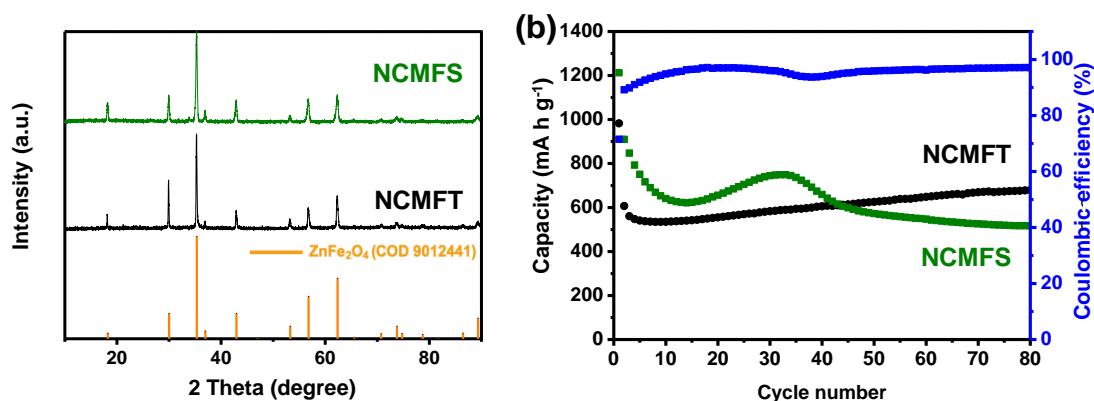 Intensity (a.u.)
NCMFS
NCMFT
ZnFe₂O₄ (COD 9012441)
20 40 60 80
2 Theta (degree)
(b)
Capacity (mA h g⁻¹)
1400
1200
1000
800
600
400
200
0
NCMFT
NCMFS
0 10 20 30 40 50 60 70 80
Cycle number
100
80
60
40
20
0
Coulombic efficiency (%)